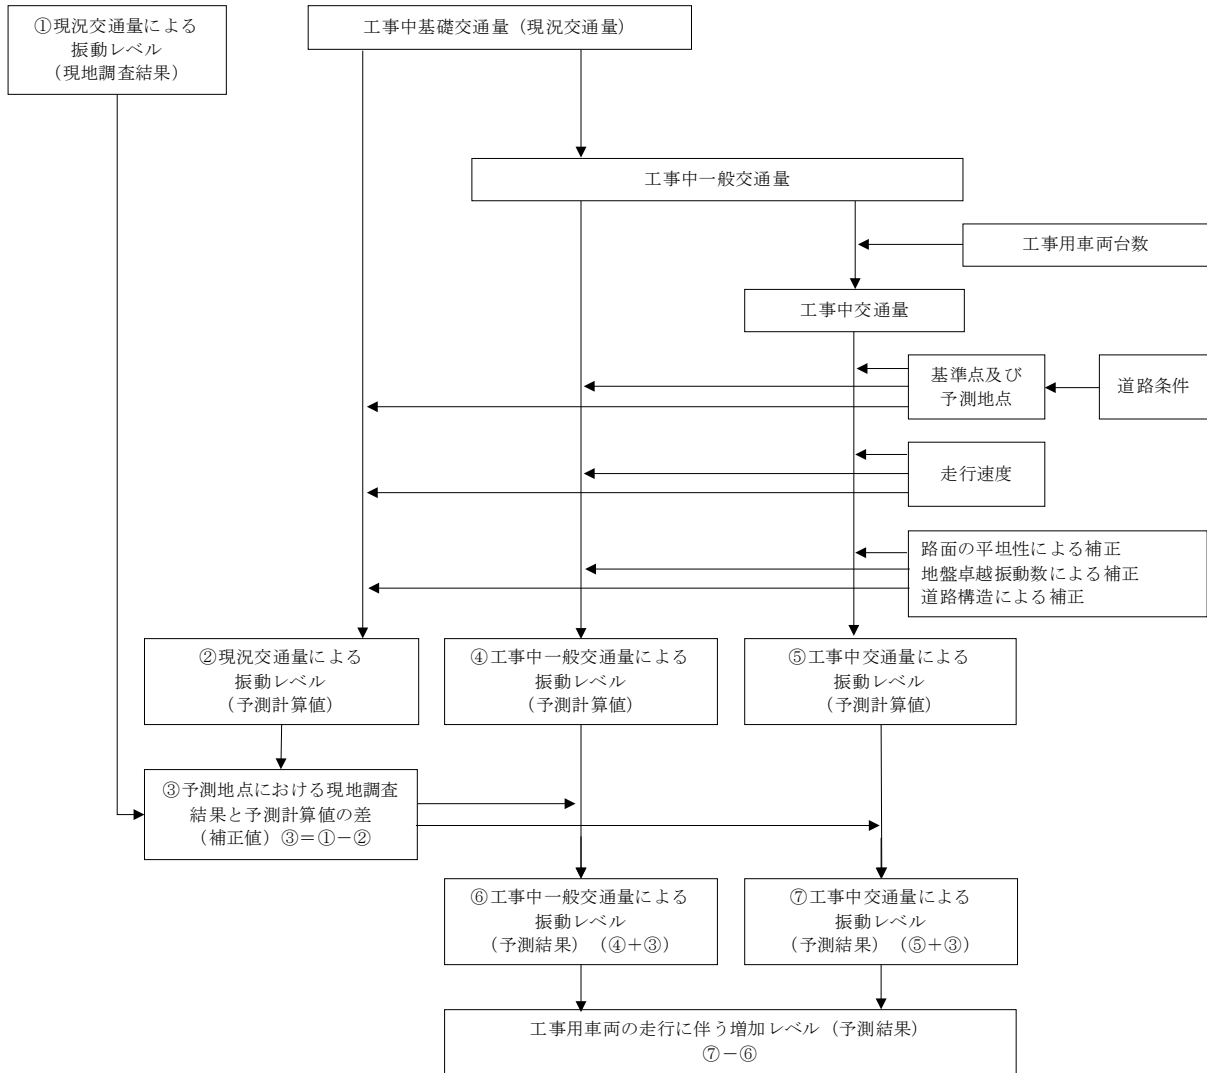 ①現況交通量による
振動レベル
（現地調査結果）
工事中基礎交通量（現況交通量）
工事中一般交通量
工事用車両台数
工事中交通量
基準点及び
予測地点
道路条件
走行速度
路面の平坦性による補正
地盤卓越振動数による補正
道路構造による補正
②現況交通量による
振動レベル
（予測計算値）
④工事中一般交通量による
振動レベル
（予測計算値）
⑤工事中交通量による
振動レベル
（予測計算値）
③予測地点における現地調査
結果と予測計算値の差
（補正値）③＝①－②
⑥工事中一般交通量による
振動レベル
（予測結果）（④＋③）
⑦工事中交通量による
振動レベル
（予測結果）（⑤＋③）
工事用車両の走行に伴う増加レベル（予測結果）
⑦－⑥